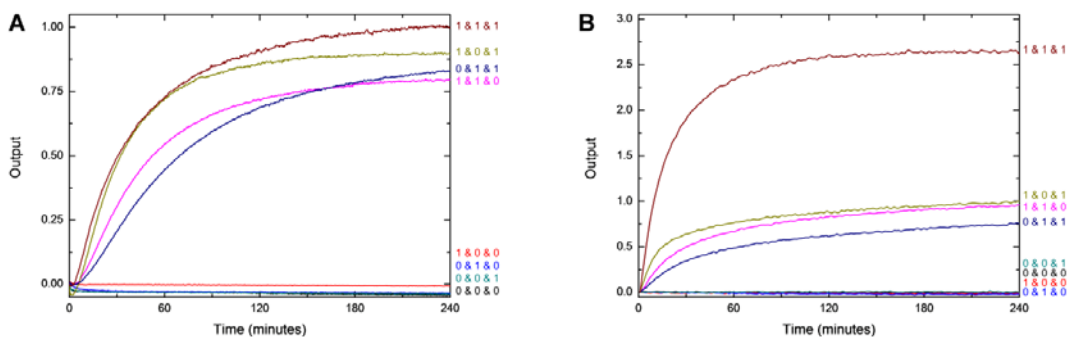 A
1.00
0.75
0.50
0.25
0.00
Output
0
60
120
180
240
Time (minutes)
1 & 1 & 1
1 & 0 & 1
0 & 1 & 1
1 & 1 & 0
1 & 0 & 0
0 & 1 & 0
0 & 0 & 1
0 & 0 & 0
B
3.0
2.5
2.0
1.5
1.0
0.5
0.0
Output
0
60
120
180
240
Time (minutes)
1 & 1 & 1
1 & 0 & 1
1 & 1 & 0
0 & 1 & 1
0 & 0 & 1
0 & 0 & 0
1 & 0 & 0
0 & 1 & 0